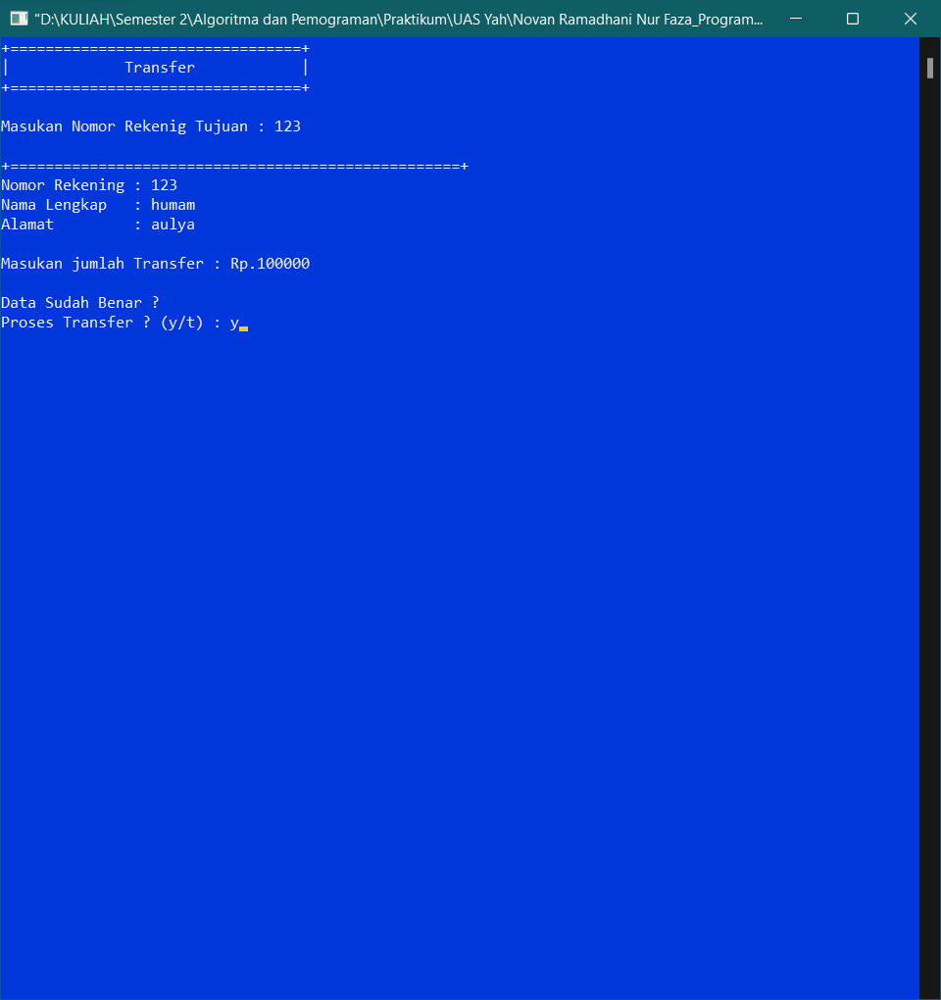 "D:\KULIAH\Semester 2\Algoritma dan Pemograman\Praktikum\UAS Yah\Novan Ramadhani Nur Faza_Program...
+=================================+
|             Transfer            |
+=================================+
Masukan Nomor Rekenig Tujuan : 123
+===================================================+
Nomor Rekening : 123
Nama Lengkap   : humam
Alamat         : aulya
Masukan jumlah Transfer : Rp.100000
Data Sudah Benar ?
Proses Transfer ? (y/t) : y